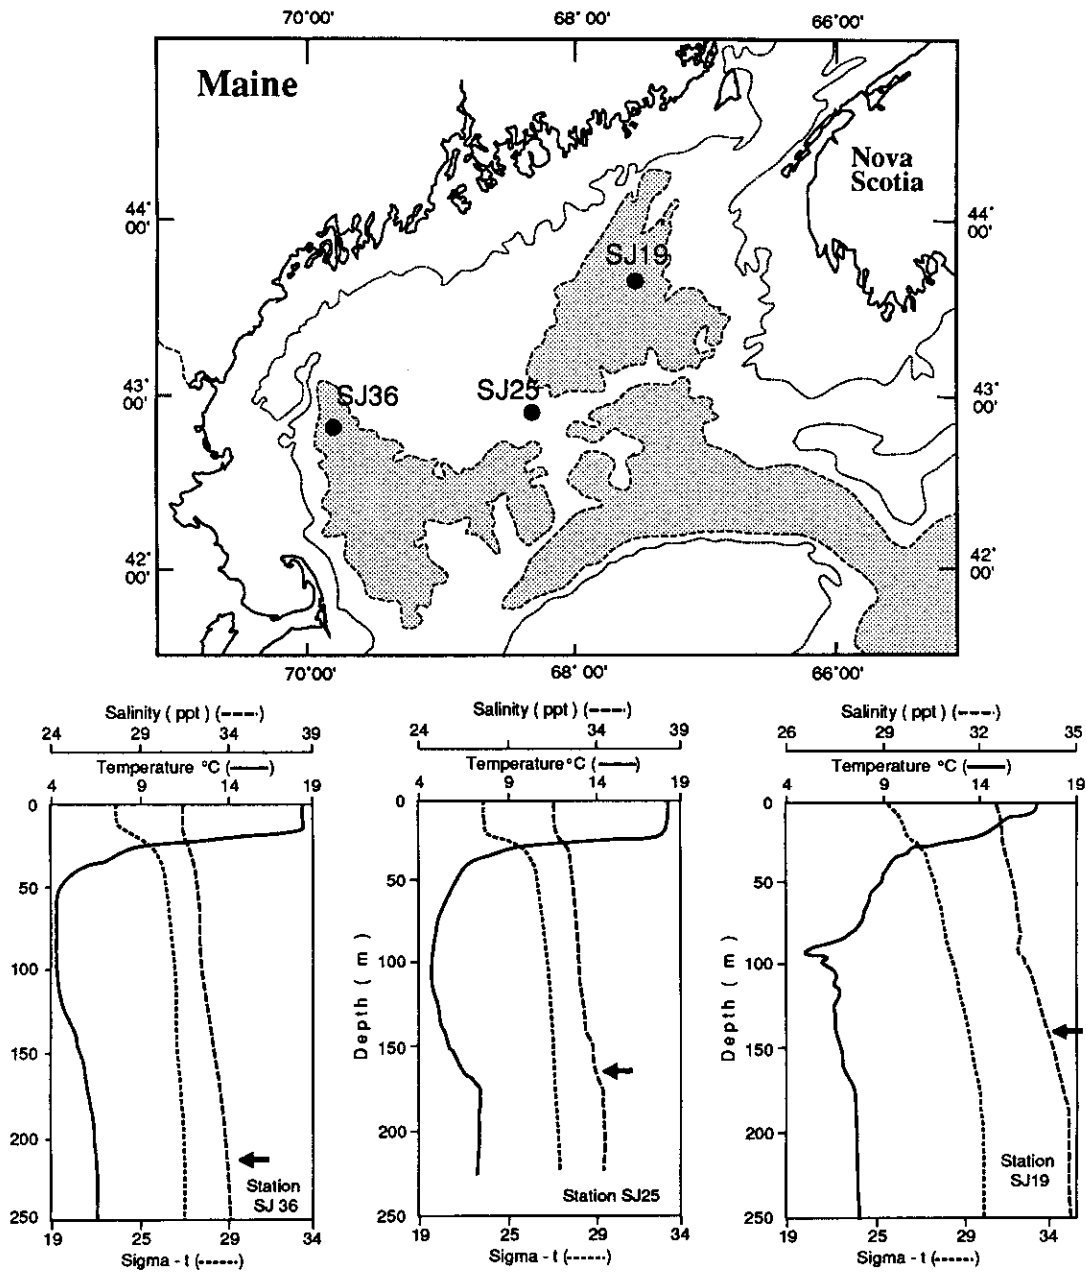 70°00' 68° 00' 66°00'
Maine
Nova
Scotia
44°
00'
44°
00'
SJ19
43°
00'
SJ36
SJ25
43°
00'
42°
00'
42°
00'
70°00' 68° 00' 66°00'
Salinity ( ppt ) (----·)
24 29 34 39
Temperature °C (——)
4 9 14 19
0
50
100
150
200
250
19 25 29 34
Sigma - t (------)
Station
SJ 36
Salinity ( ppt ) (----·)
24 29 34 39
Temperature °C (——)
4 9 14 19
0
50
100
150
200
250
Depth ( m )
19 25 29 34
Station SJ25
Salinity ( ppt ) (----·)
26 29 32 35
Temperature °C (——)
4 9 14 19
0
50
100
150
200
250
Depth ( m )
19 25 29 34
Sigma - t (------)
Station
SJ19